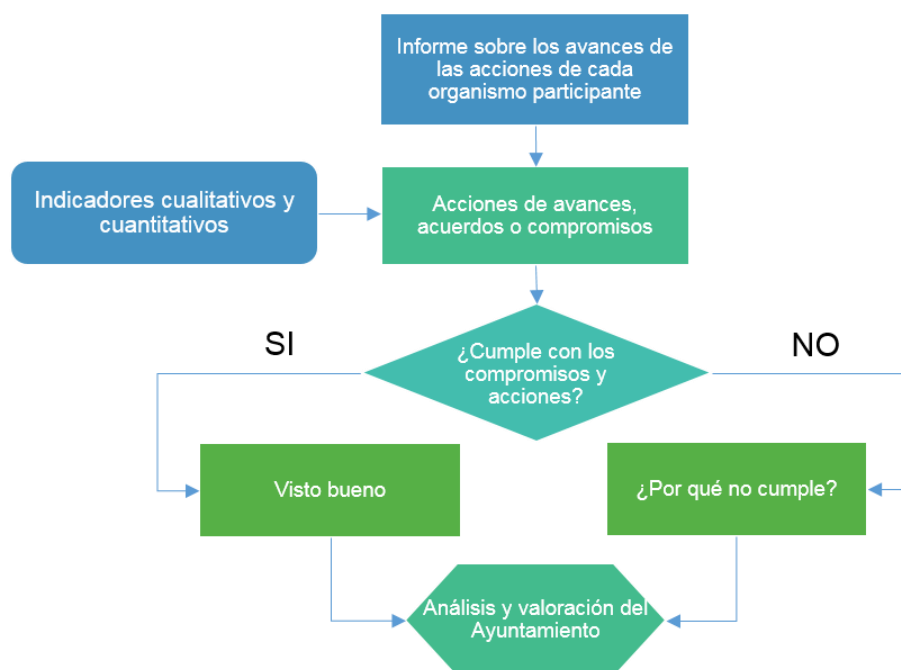 Informe sobre los avances de
las acciones de cada
organismo participante
Indicadores cualitativos y
cuantitativos
Acciones de avances,
acuerdos o compromisos
SI
¿Cumple con los
compromisos y
acciones?
NO
Visto bueno
¿Por qué no cumple?
Análisis y valoración del
Ayuntamiento